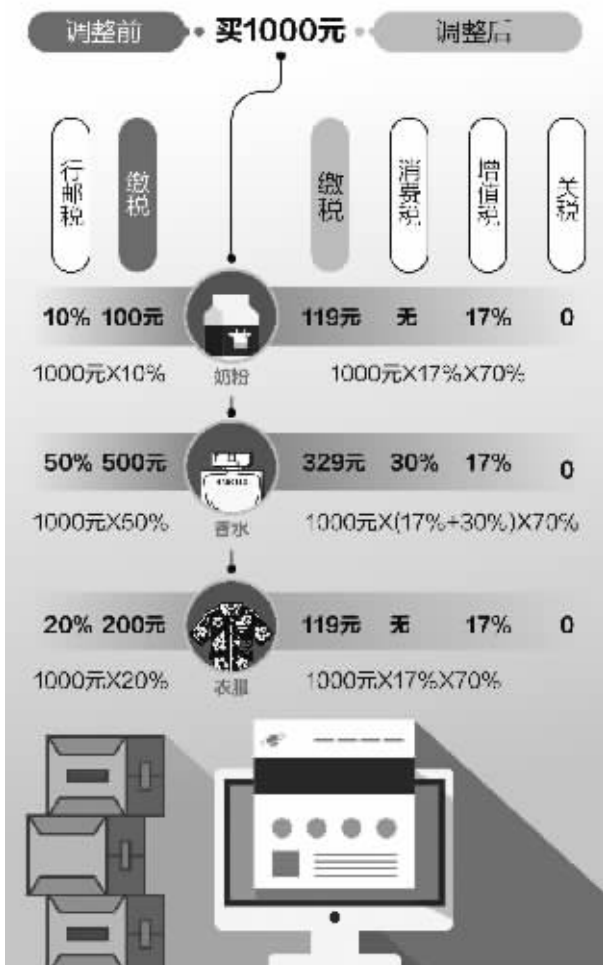 调整前 买1000元 调整后
行邮税 缴税 缴税 消费税 增值税 关税
10% 100元 119元 无 17% 0
1000元X10% 奶粉 1000元X17%X70%
50% 500元 329元 30% 17% 0
1000元X50% 香水 1000元X(17%+30%)X70%
20% 200元 119元 无 17% 0
1000元X20% 衣服 1000元X17%X70%